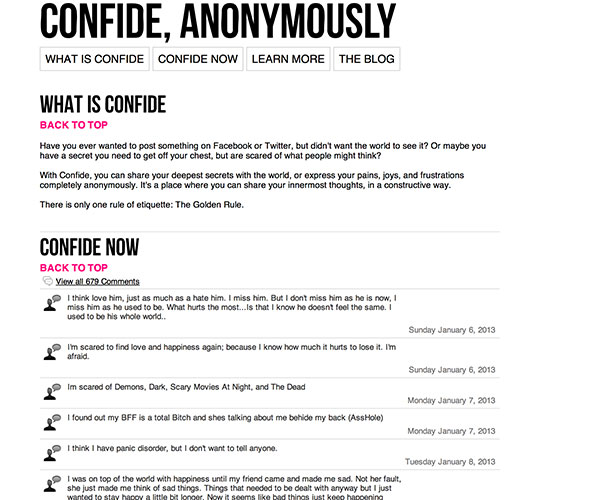 CONFIDE, ANONYMOUSLY
WHAT IS CONFIDE
CONFIDE NOW
LEARN MORE
THE BLOG
WHAT IS CONFIDE
BACK TO TOP
Have you ever wanted to post something on Facebook or Twitter, but didn't want the world to see it? Or maybe you
have a secret you need to get off your chest, but are scared of what people might think?
With Confide, you can share your deepest secrets with the world, or express your pains, joys, and frustrations
completely anonymously. It's a place where you can share your innermost thoughts, in a constructive way.
There is only one rule of etiquette: The Golden Rule.
CONFIDE NOW
BACK TO TOP
View all 679 Comments
I think love him, just as much as a hate him. I miss him. But I don't miss him as he is now, I
miss him as he used to be. What hurts the most...Is that I know he doesn't feel the same. I
used to be his whole world..
Sunday January 6, 2013
I'm scared to find love and happiness again; because I know how much it hurts to lose it. I'm
afraid.
Sunday January 6, 2013
Im scared of Demons, Dark, Scary Movies At Night, and The Dead
Monday January 7, 2013
I found out my BFF is a total Bitch and shes talking about me behide my back (AssHole)
Monday January 7, 2013
I think I have panic disorder, but I don't want to tell anyone.
Tuesday January 8, 2013
I was on top of the world with happiness until my friend came and made me sad. Not her fault,
she just made me think of sad things. Things that needed to be dealt with anyway but I just
wanted to stay happy a little bit longer. Now it seems like bad things just keep happening